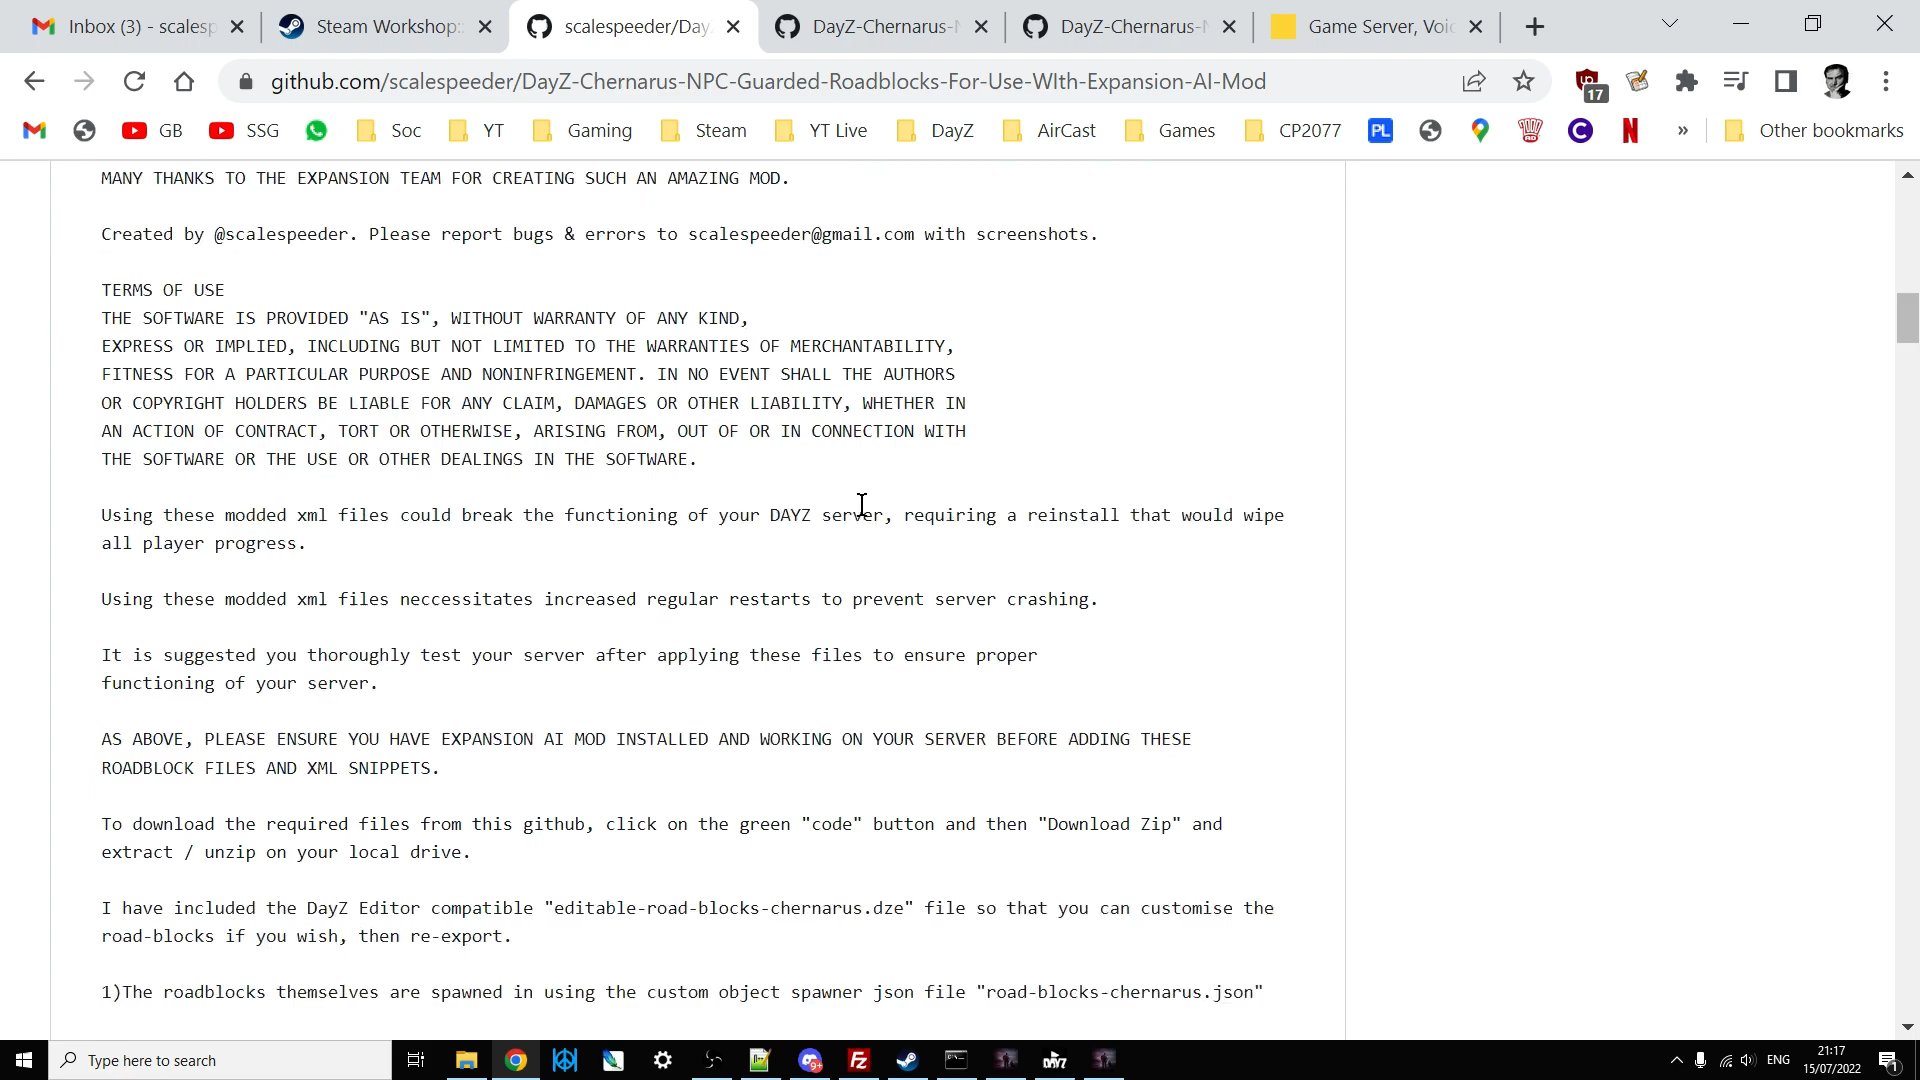 Inbox (3) - scalesp
Steam Workshop::
scalespeeder/Day
DayZ-Chernarus-N
DayZ-Chernarus-N
Game Server, Voic
github.com/scalespeeder/DayZ-Chernarus-NPC-Guarded-Roadblocks-For-Use-WIth-Expansion-AI-Mod
17
GB
SSG
Soc
YT
Gaming
Steam
YT Live
DayZ
AirCast
Games
CP2077
PL
N
»
Other bookmarks
MANY THANKS TO THE EXPANSION TEAM FOR CREATING SUCH AN AMAZING MOD.
Created by @scalespeeder. Please report bugs & errors to scalespeeder@gmail.com with screenshots.
TERMS OF USE
THE SOFTWARE IS PROVIDED "AS IS", WITHOUT WARRANTY OF ANY KIND,
EXPRESS OR IMPLIED, INCLUDING BUT NOT LIMITED TO THE WARRANTIES OF MERCHANTABILITY,
FITNESS FOR A PARTICULAR PURPOSE AND NONINFRINGEMENT. IN NO EVENT SHALL THE AUTHORS
OR COPYRIGHT HOLDERS BE LIABLE FOR ANY CLAIM, DAMAGES OR OTHER LIABILITY, WHETHER IN
AN ACTION OF CONTRACT, TORT OR OTHERWISE, ARISING FROM, OUT OF OR IN CONNECTION WITH
THE SOFTWARE OR THE USE OR OTHER DEALINGS IN THE SOFTWARE.
Using these modded xml files could break the functioning of your DAYZ server, requiring a reinstall that would wipe
all player progress.
Using these modded xml files neccessitates increased regular restarts to prevent server crashing.
It is suggested you thoroughly test your server after applying these files to ensure proper
functioning of your server.
AS ABOVE, PLEASE ENSURE YOU HAVE EXPANSION AI MOD INSTALLED AND WORKING ON YOUR SERVER BEFORE ADDING THESE
ROADBLOCK FILES AND XML SNIPPETS.
To download the required files from this github, click on the green "code" button and then "Download Zip" and
extract / unzip on your local drive.
I have included the DayZ Editor compatible "editable-road-blocks-chernarus.dze" file so that you can customise the
road-blocks if you wish, then re-export.
1)The roadblocks themselves are spawned in using the custom object spawner json file "road-blocks-chernarus.json"
Type here to search
ENG
21:17
15/07/2022